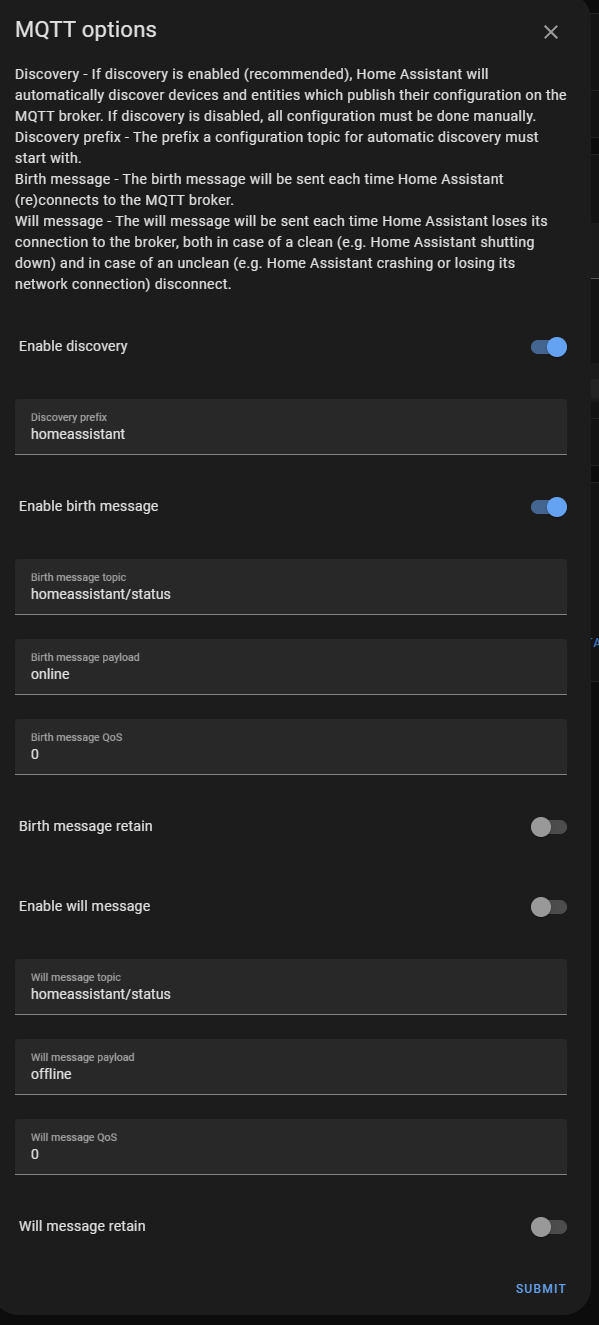 MQTT options
Discovery - If discovery is enabled (recommended), Home Assistant will
automatically discover devices and entities which publish their configuration on the
MQTT broker. If discovery is disabled, all configuration must be done manually.
Discovery prefix - The prefix a configuration topic for automatic discovery must
start with.
Birth message - The birth message will be sent each time Home Assistant
(re)connects to the MQTT broker.
Will message - The will message will be sent each time Home Assistant loses its
connection to the broker, both in case of a clean (e.g. Home Assistant shutting
down) and in case of an unclean (e.g. Home Assistant crashing or losing its
network connection) disconnect.
Enable discovery
Discovery prefix
homeassistant
Enable birth message
Birth message topic
homeassistant/status
Birth message payload
online
Birth message QoS
0
Birth message retain
Enable will message
Will message topic
homeassistant/status
Will message payload
offline
Will message QoS
0
Will message retain
SUBMIT